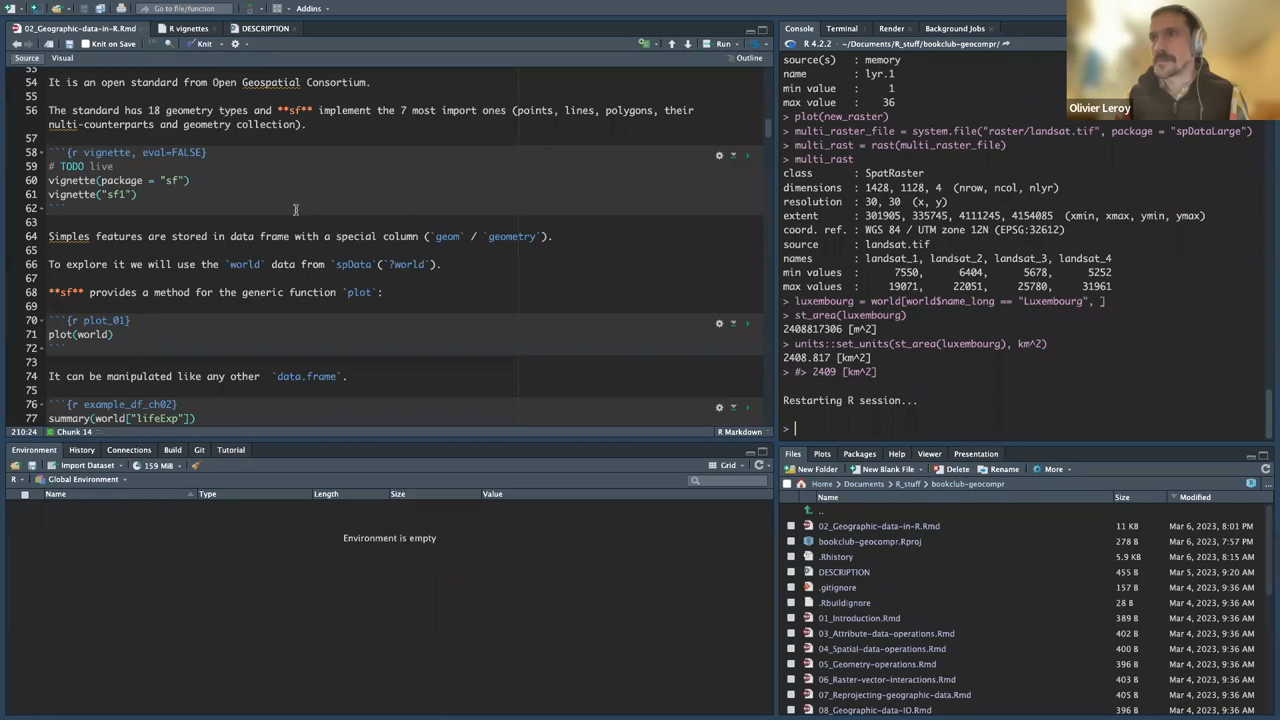 Go to file/function
Addins
02_Geographic-data-in-R.Rmd
R vignettes
DESCRIPTION
Knit on Save
Knit
Run
Source
Visual
Outline
53
54 It is an open standard from Open Geospatial Consortium.
55
56 The standard has 18 geometry types and **sf** implement the 7 most import ones (points, lines, polygons, their
nulti-counterparts and geometry collection).
57
58 ```{r vignette, eval=FALSE}
59 # TODO live
60 vignette(package = "sf")
61 vignette("sf1")
62 ```
63
64 Simples features are stored in data frame with a special column (`geom` / `geometry`).
65
66 To explore it we will use the `world` data from `spData`(`?world`).
67
68 **sf** provides a method for the generic function `plot`:
69
70 ```{r plot_01}
71 plot(world)
72 ```
73
74 It can be manipulated like any other `data.frame`.
75
76 ```{r example_df_ch02}
77 summary(world["lifeExp"])
210:24
Chunk 14
R Markdown
Console
Terminal
Render
Background Jobs
R 4.2.2 · ~/Documents/R_stuff/bookclub-geocompr/
source(s) : memory
name : lyr.1
min value : 1
max value : 36
> plot(new_raster)
> multi_raster_file = system.file("raster/landsat.tif", package = "spDataLarge")
> multi_rast = rast(multi_raster_file)
> multi_rast
class : SpatRaster
dimensions : 1428, 1128, 4 (nrow, ncol, nlyr)
resolution : 30, 30 (x, y)
extent : 301905, 335745, 4111245, 4154085 (xmin, xmax, ymin, ymax)
coord. ref. : WGS 84 / UTM zone 12N (EPSG:32612)
source : landsat.tif
names : landsat_1, landsat_2, landsat_3, landsat_4
min values : 7550, 6404, 5678, 5252
max values : 19071, 22051, 25780, 31961
> luxembourg = world[world$name_long == "Luxembourg", ]
> st_area(luxembourg)
2408817306 [m^2]
> units::set_units(st_area(luxembourg), km^2)
2408.817 [km^2]
> #> 2409 [km^2]
Restarting R session...
>
Olivier Leroy
Environment
History
Connections
Build
Git
Tutorial
Import Dataset
159 MiB
Grid
R
Global Environment
Name
Type
Length
Size
Value
Environment is empty
Files
Plots
Packages
Help
Viewer
Presentation
New Folder
New Blank File
Delete
Rename
More
Home
Documents
R_stuff
bookclub-geocompr
Name Size Modified
..
02_Geographic-data-in-R.Rmd 11 KB Mar 6, 2023, 8:01 PM
bookclub-geocompr.Rproj 278 B Mar 6, 2023, 7:57 PM
.Rhistory 5.9 KB Mar 6, 2023, 8:15 AM
DESCRIPTION 455 B Mar 5, 2023, 9:20 AM
.gitignore 157 B Mar 4, 2023, 9:36 AM
.Rbuildignore 28 B Mar 4, 2023, 9:36 AM
01_Introduction.Rmd 389 B Mar 4, 2023, 9:36 AM
03_Attribute-data-operations.Rmd 402 B Mar 4, 2023, 9:36 AM
04_Spatial-data-operations.Rmd 400 B Mar 4, 2023, 9:36 AM
05_Geometry-operations.Rmd 396 B Mar 4, 2023, 9:36 AM
06_Raster-vector-interactions.Rmd 403 B Mar 4, 2023, 9:36 AM
07_Reprojecting-geographic-data.Rmd 405 B Mar 4, 2023, 9:36 AM
08_Geographic-data-IO.Rmd 396 B Mar 4, 2023, 9:36 AM